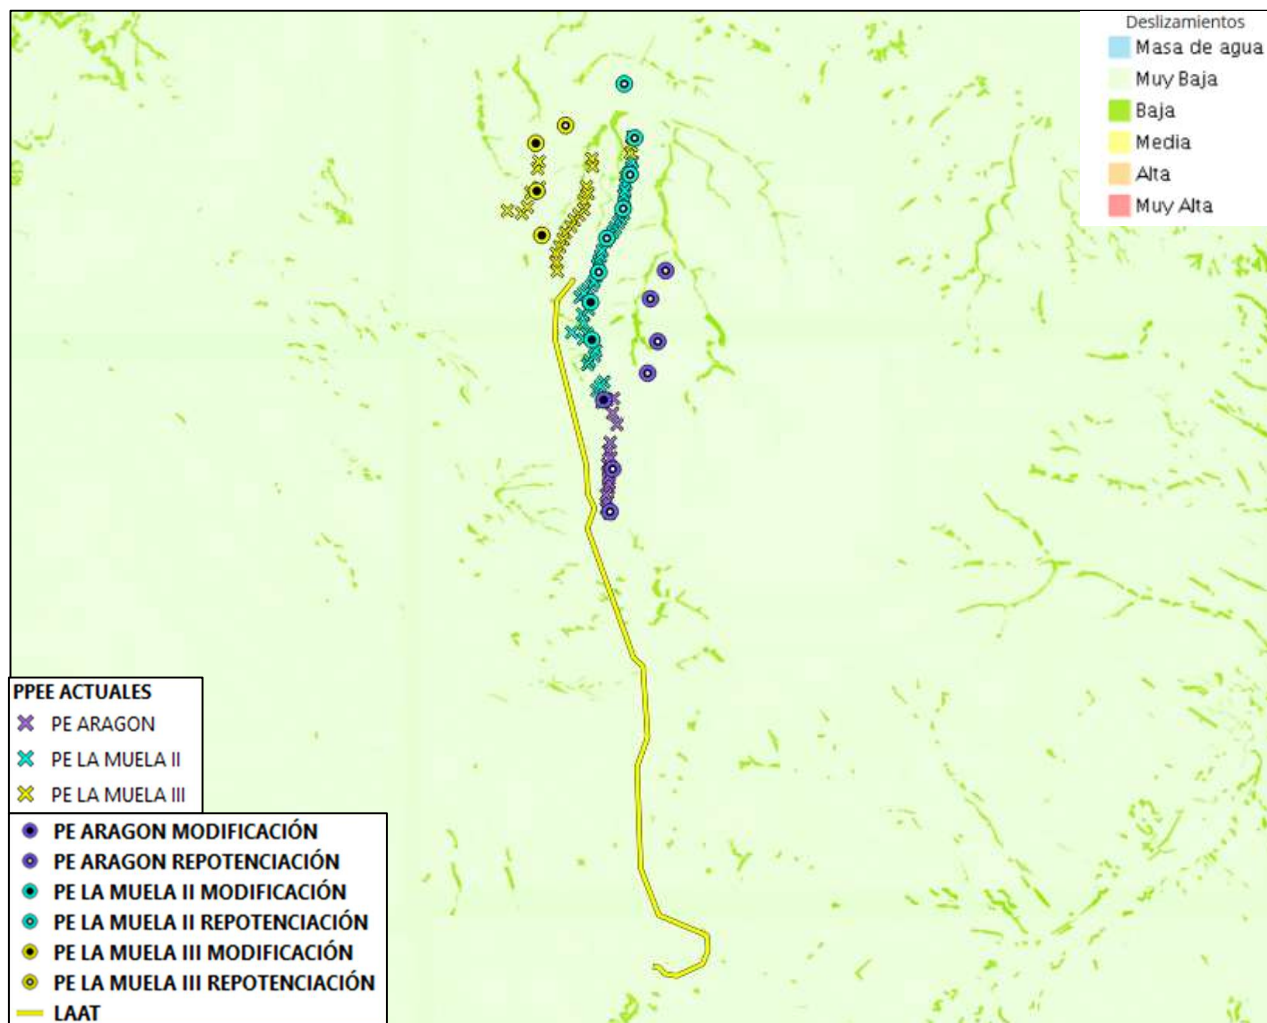 Deslizamientos
Masa de agua
Muy Baja
Baja
Media
Alta
Muy Alta
PPEE ACTUALES
PE ARAGON
PE LA MUELA II
PE LA MUELA III
PE ARAGON MODIFICACIÓN
PE ARAGON REPOTENCIACIÓN
PE LA MUELA II MODIFICACIÓN
PE LA MUELA II REPOTENCIACIÓN
PE LA MUELA III MODIFICACIÓN
PE LA MUELA III REPOTENCIACIÓN
LAAT